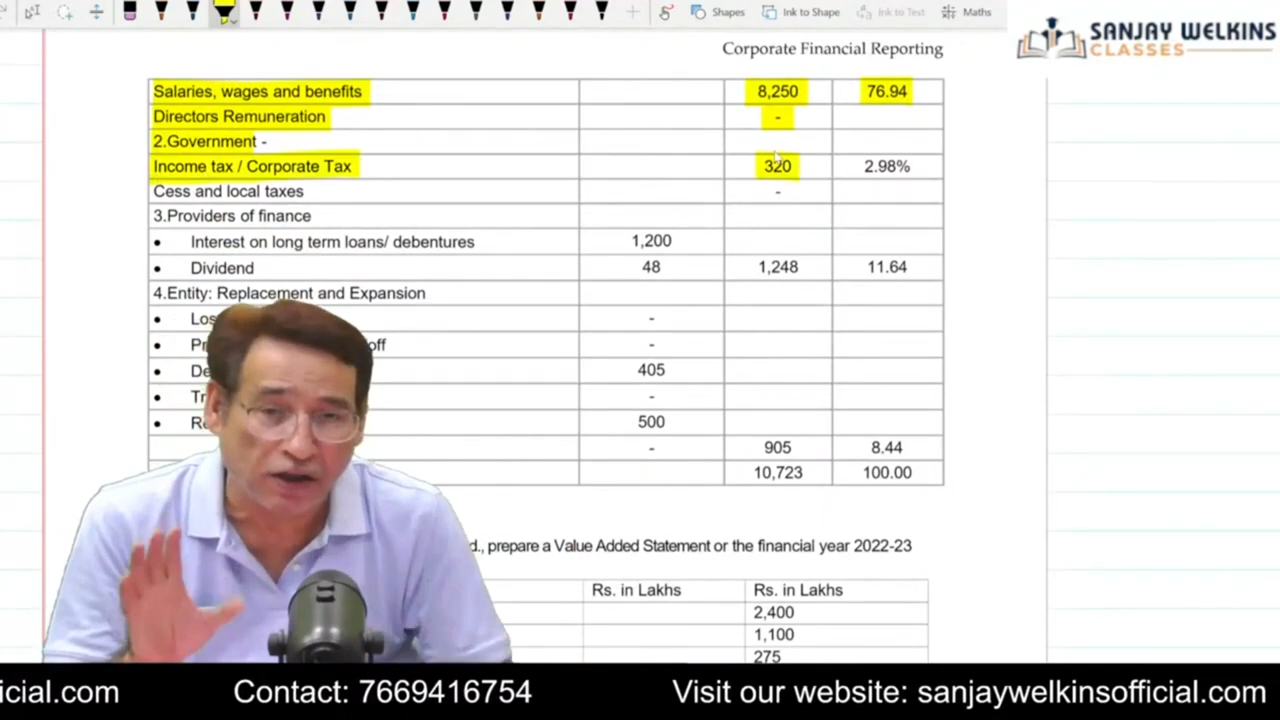 Shapes Ink to Shape Ink to Text Maths
SANJAY WELKINS
CLASSES
Corporate Financial Reporting
Salaries, wages and benefits 8,250 76.94
Directors Remuneration -
2.Government -
Income tax / Corporate Tax 320 2.98%
Cess and local taxes -
3.Providers of finance
• Interest on long term loans/ debentures 1,200
• Dividend 48 1,248 11.64
4.Entity: Replacement and Expansion
• -
• off -
• 405
• -
• 500
- 905 8.44
10,723 100.00
prepare a Value Added Statement or the financial year 2022-23
Rs. in Lakhs Rs. in Lakhs
2,400
1,100
275
icial.com Contact: 7669416754 Visit our website: sanjaywelkinsofficial.com